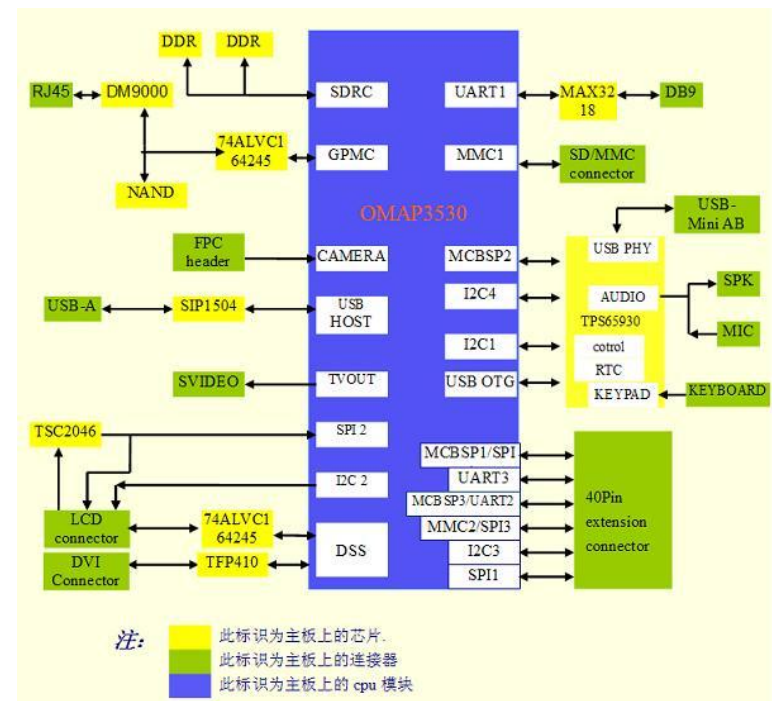 DDR
DDR
RJ45
DM9000
SDRC
UART1
MAX32
18
DB9
74ALVC1
64245
GPMC
MMC1
SD/MMC
connector
NAND
OMAP3530
USB-
Mini AB
FPC
header
CAMERA
MCBSP2
USB PHY
USB-A
SIP1504
USB
HOST
I2C4
AUDIO
SPK
TPS65930
MIC
I2C1
cotrol
RTC
SVIDEO
TVOUT
USB OTG
KEYPAD
KEYBOARD
TSC2046
SPI 2
MCBSP1/SPI
UART3
I2C 2
MCBSP3/UART2
40Pin
extension
connector
LCD
connector
74ALVC1
64245
MMC2/SPI3
DSS
I2C3
DVI
Connector
TFP410
SPI1
注:
此标识为主板上的芯片.
此标识为主板上的连接器
此标识为主板上的 cpu 模块